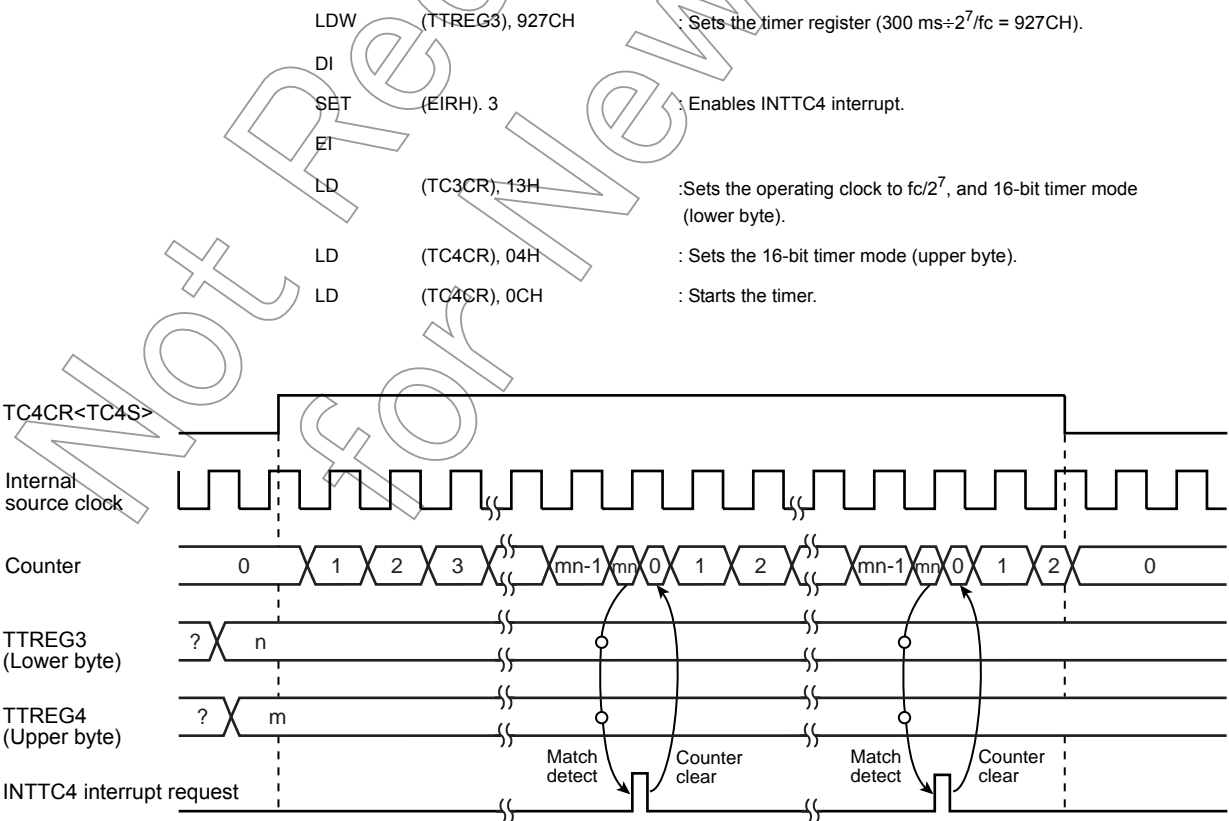 LDW (TTREG3), 927CH : Sets the timer register (300 ms÷2⁷/fc = 927CH).
DI
SET (EIRH). 3 : Enables INTTC4 interrupt.
EI
LD (TC3CR), 13H :Sets the operating clock to fc/2⁷, and 16-bit timer mode
(lower byte).
LD (TC4CR), 04H : Sets the 16-bit timer mode (upper byte).
LD (TC4CR), 0CH : Starts the timer.
TC4CR<TC4S>
Internal
source clock
Counter 0 1 2 3 mn-1 mn 0 1 2 mn-1 mn 0 1 2 0
TTREG3
(Lower byte) ? n
TTREG4
(Upper byte) ? m
Match
detect
Counter
clear
Match
detect
Counter
clear
INTTC4 interrupt request
Not Re
for New